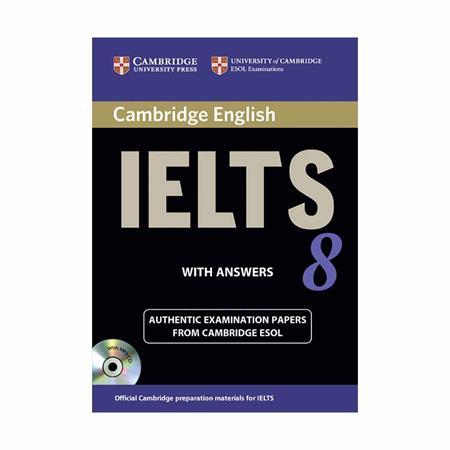 CAMBRIDGE
UNIVERSITY PRESS
UNIVERSITY of CAMBRIDGE
ESOL Examinations
Cambridge English
IELTS
8
WITH ANSWERS
AUTHENTIC EXAMINATION PAPERS
FROM CAMBRIDGE ESOL
Official Cambridge preparation materials for IELTS